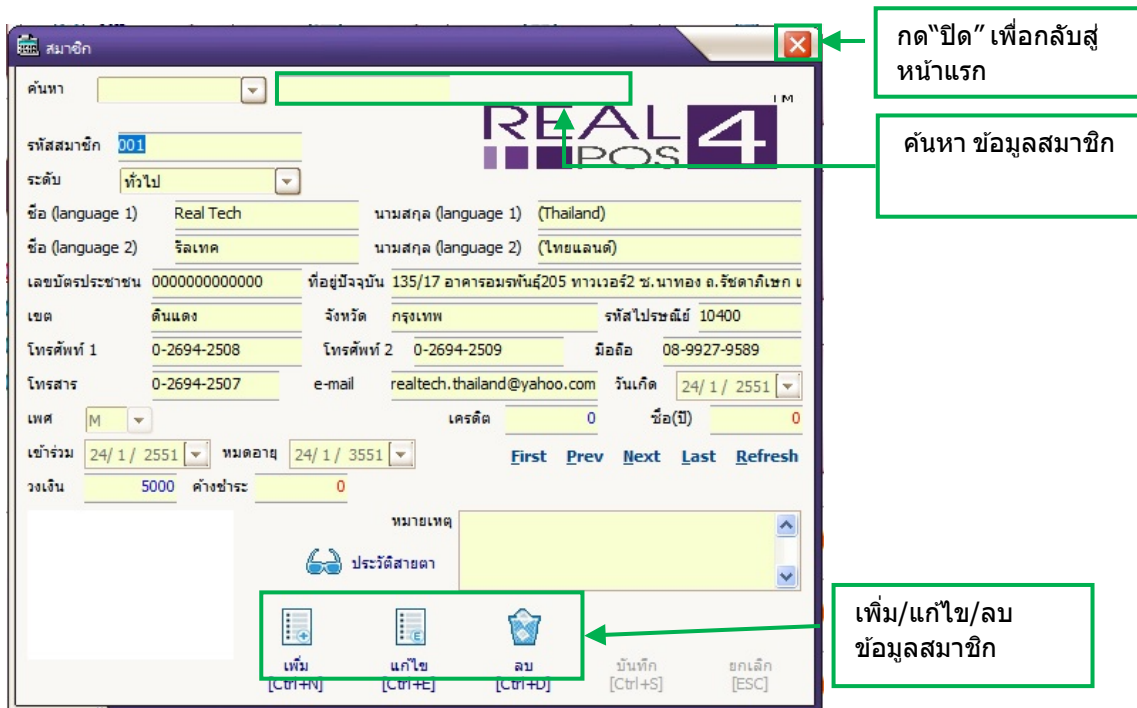 สมาชิก
กด“ปิด” เพื่อกลับสู่
หน้าแรก
ค้นหา
TM
REAL 4
POS
ค้นหา ข้อมูลสมาชิก
รหัสสมาชิก 001
ระดับ ทั่วไป
ชื่อ (language 1) Real Tech นามสกุล (language 1) (Thailand)
ชื่อ (language 2) รีลเทค นามสกุล (language 2) (ไทยแลนด์)
เลขบัตรประชาชน 0000000000000 ที่อยู่ปัจจุบัน 135/17 อาคารอมรพันธุ์205 ทาวเวอร์2 ซ.นาทอง ถ.รัชดาภิเษก แ
เขต ดินแดง จังหวัด กรุงเทพ รหัสไปรษณีย์ 10400
โทรศัพท์ 1 0-2694-2508 โทรศัพท์ 2 0-2694-2509 มือถือ 08-9927-9589
โทรสาร 0-2694-2507 e-mail realtech.thailand@yahoo.com วันเกิด 24/ 1 / 2551
เพศ M เครดิต 0 ซื้อ(ปี) 0
เข้าร่วม 24/ 1 / 2551 หมดอายุ 24/ 1 / 3551 First Prev Next Last Refresh
วงเงิน 5000 ค้างชำระ 0
หมายเหตุ
ประวัติสายตา
เพิ่ม/แก้ไข/ลบ
ข้อมูลสมาชิก
เพิ่ม แก้ไข ลบ บันทึก ยกเลิก
[Ctrl+N] [Ctrl+E] [Ctrl+D] [Ctrl+S] [ESC]